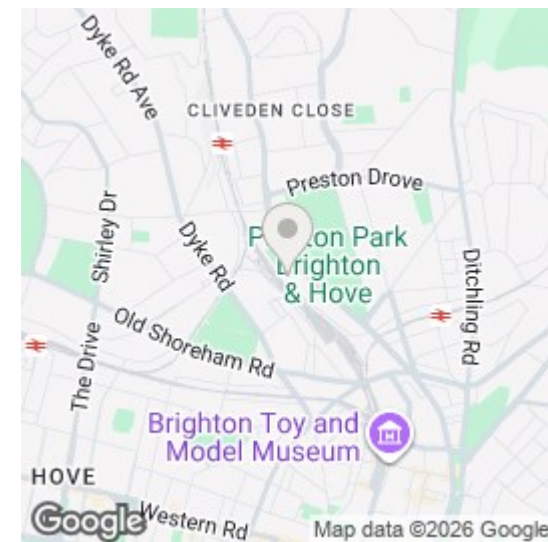 Dyke Rd Ave
CLIVEDEN CLOSE
Preston Drove
Shirley Dr
Dyke Rd
Park
Brighton
& Hove
Ditchling Rd
Old Shoreham Rd
The Drive
Brighton Toy and
Model Museum
HOVE
Western Rd
Google
Map data ©2026 Google